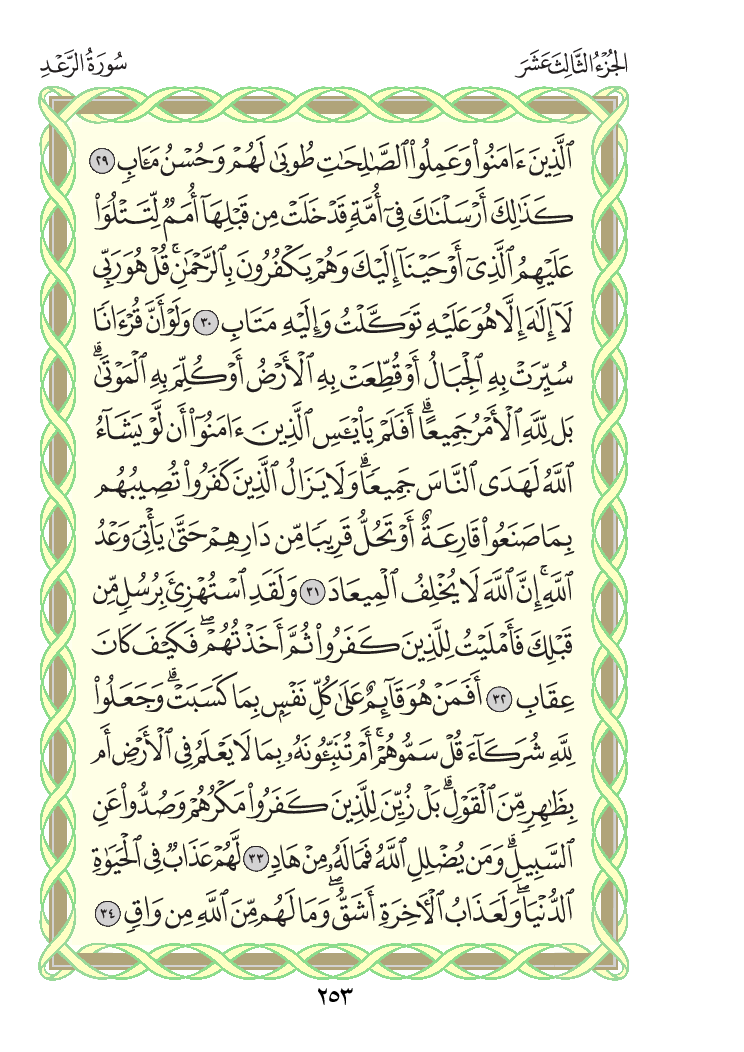 الجُزْءُ الثَّالِثَ عَشَرَ
سُورَةُ الرَّعْدِ
ٱلَّذِينَ ءَامَنُوا۟ وَعَمِلُوا۟ ٱلصَّـٰلِحَـٰتِ طُوبَىٰ لَهُمْ وَحُسْنُ مَـَٔابٍ ٢٩
كَذَٰلِكَ أَرْسَلْنَـٰكَ فِىٓ أُمَّةٍ قَدْ خَلَتْ مِن قَبْلِهَآ أُمَمٌ لِّتَتْلُوَا۟
عَلَيْهِمُ ٱلَّذِىٓ أَوْحَيْنَآ إِلَيْكَ وَهُمْ يَكْفُرُونَ بِٱلرَّحْمَـٰنِ ۚ قُلْ هُوَ رَبِّى
لَآ إِلَـٰهَ إِلَّا هُوَ عَلَيْهِ تَوَكَّلْتُ وَإِلَيْهِ مَتَابِ ٣٠ وَلَوْ أَنَّ قُرْءَانًا
سُيِّرَتْ بِهِ ٱلْجِبَالُ أَوْ قُطِّعَتْ بِهِ ٱلْأَرْضُ أَوْ كُلِّمَ بِهِ ٱلْمَوْتَىٰ ۗ
بَل لِّلَّهِ ٱلْأَمْرُ جَمِيعًا ۗ أَفَلَمْ يَا۟يْـَٔسِ ٱلَّذِينَ ءَامَنُوٓا۟ أَن لَّوْ يَشَآءُ
ٱللَّهُ لَهَدَى ٱلنَّاسَ جَمِيعًا ۗ وَلَا يَزَالُ ٱلَّذِينَ كَفَرُوا۟ تُصِيبُهُم
بِمَا صَنَعُوا۟ قَارِعَةٌ أَوْ تَحُلُّ قَرِيبًا مِّن دَارِهِمْ حَتَّىٰ يَأْتِىَ وَعْدُ
ٱللَّهِ ۚ إِنَّ ٱللَّهَ لَا يُخْلِفُ ٱلْمِيعَادَ ٣١ وَلَقَدِ ٱسْتُهْزِئَ بِرُسُلٍ مِّن
قَبْلِكَ فَأَمْلَيْتُ لِلَّذِينَ كَفَرُوا۟ ثُمَّ أَخَذْتُهُمْ ۖ فَكَيْفَ كَانَ
عِقَابِ ٣٢ أَفَمَنْ هُوَ قَآئِمٌ عَلَىٰ كُلِّ نَفْسٍۭ بِمَا كَسَبَتْ ۗ وَجَعَلُوا۟
لِلَّهِ شُرَكَآءَ قُلْ سَمُّوهُمْ ۚ أَمْ تُنَبِّـُٔونَهُۥ بِمَا لَا يَعْلَمُ فِى ٱلْأَرْضِ أَم
بِظَـٰهِرٍ مِّنَ ٱلْقَوْلِ ۗ بَلْ زُيِّنَ لِلَّذِينَ كَفَرُوا۟ مَكْرُهُمْ وَصُدُّوا۟ عَنِ
ٱلسَّبِيلِ ۗ وَمَن يُضْلِلِ ٱللَّهُ فَمَا لَهُۥ مِنْ هَادٍ ٣٣ لَّهُمْ عَذَابٌ فِى ٱلْحَيَوٰةِ
ٱلدُّنْيَا ۖ وَلَعَذَابُ ٱلْـَٔاخِرَةِ أَشَقُّ ۖ وَمَا لَهُم مِّنَ ٱللَّهِ مِن وَاقٍ ٣٤
٢٥٣